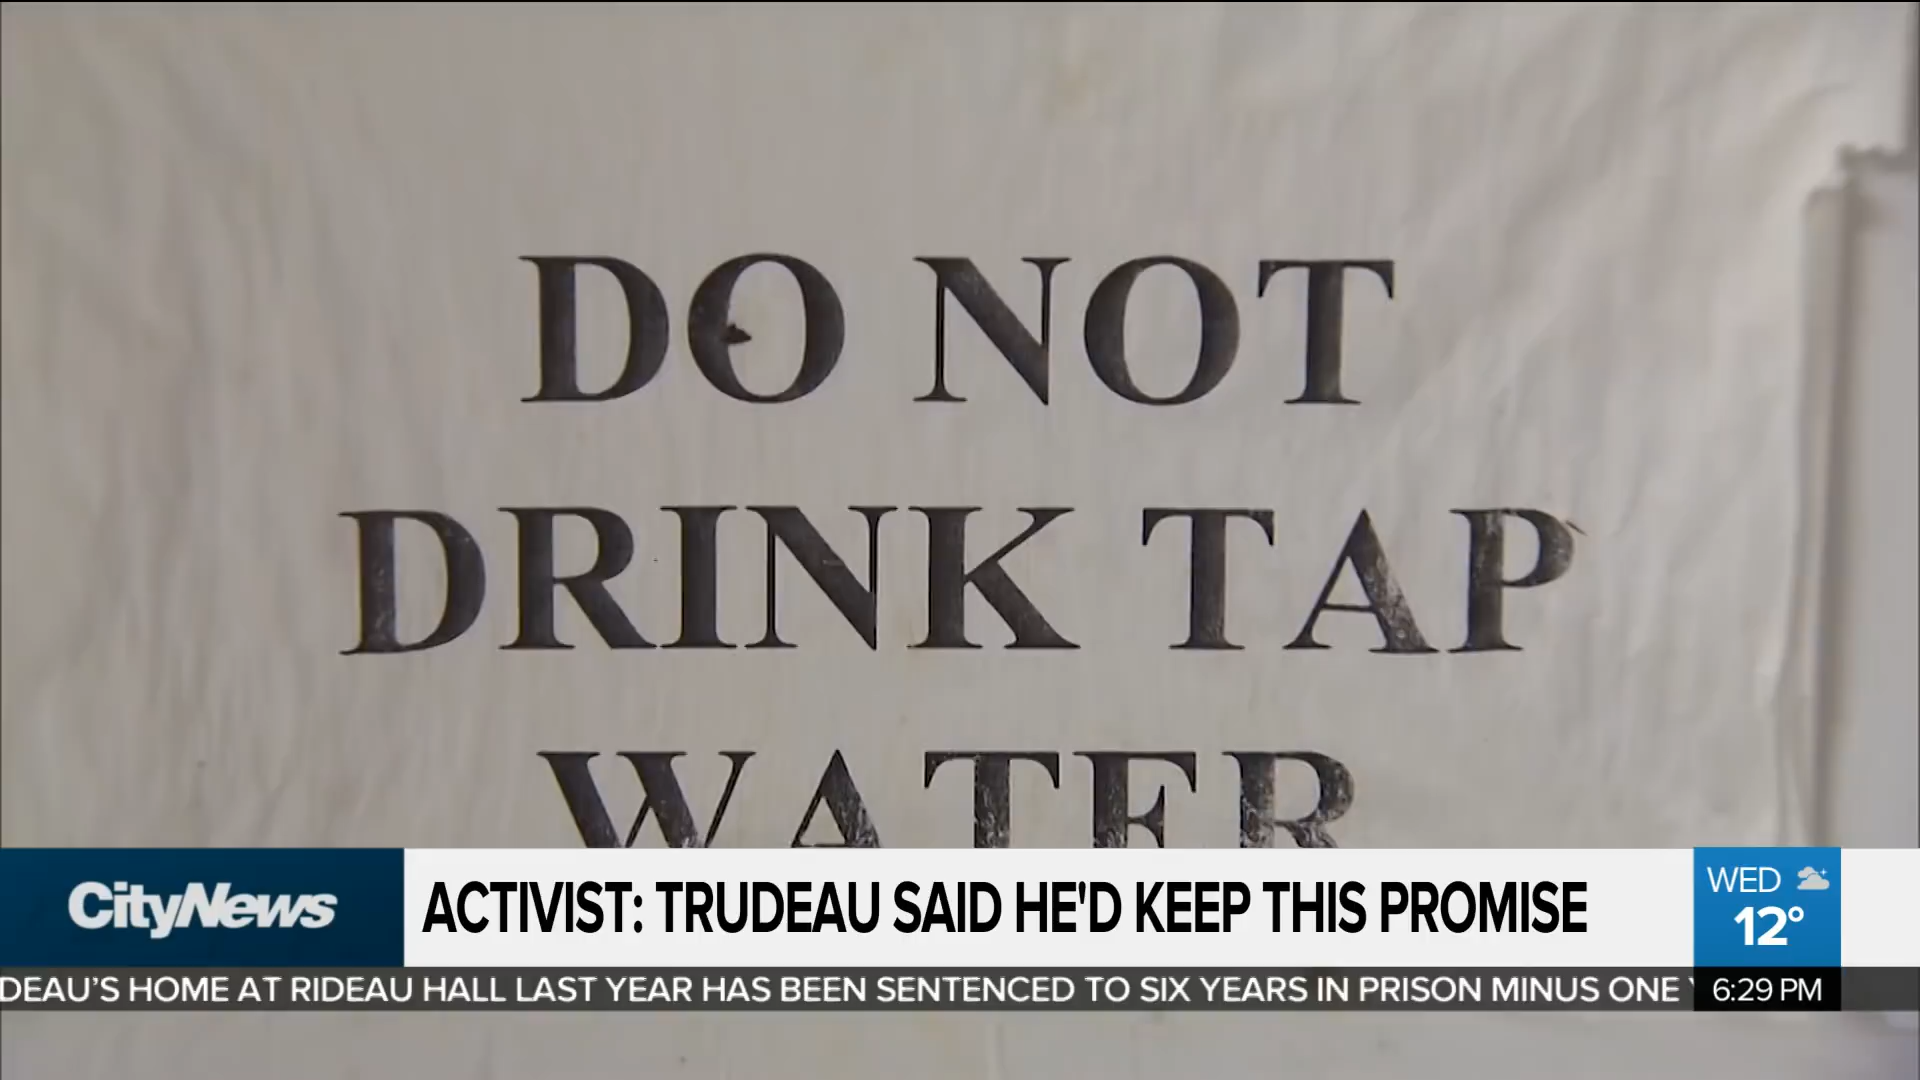 DO NOT
DRINK TAP
WATER
CityNews
ACTIVIST: TRUDEAU SAID HE'D KEEP THIS PROMISE
WED
12°
DEAU'S HOME AT RIDEAU HALL LAST YEAR HAS BEEN SENTENCED TO SIX YEARS IN PRISON MINUS ONE
6:29 PM